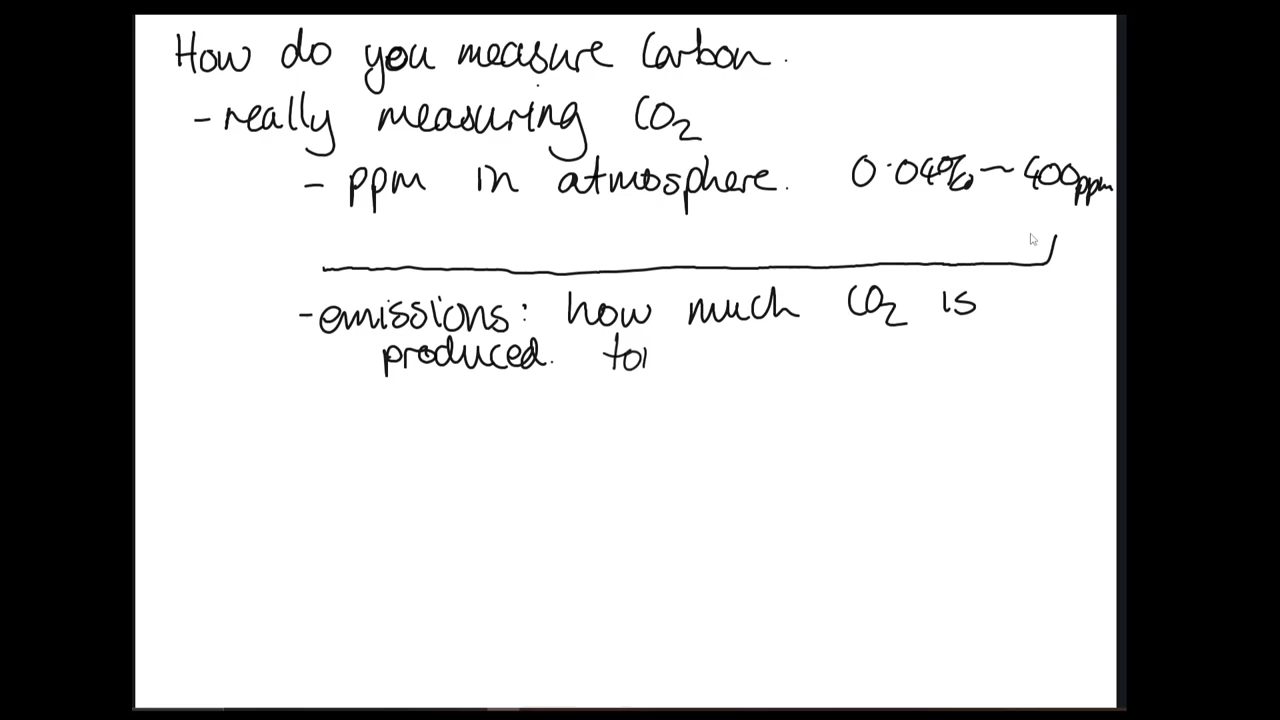 How do you measure Carbon.
- really measuring CO₂
- ppm in atmosphere. 0.04% ~ 400ppm
- emissions: how much CO₂ is
produced.